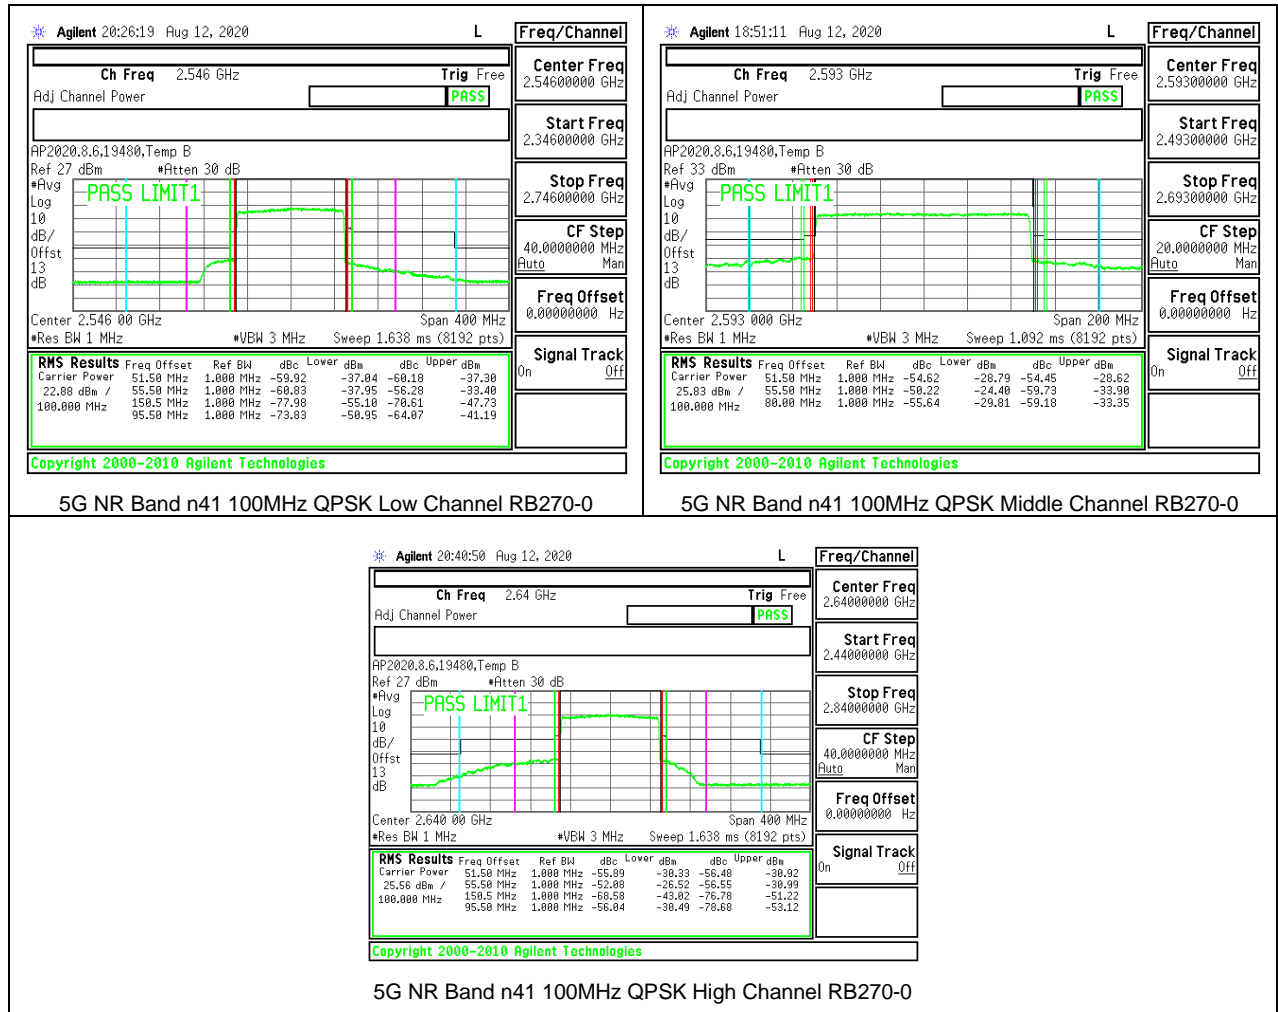 Agilent 20:26:19 Aug 12, 2020 L Freq/Channel
Ch Freq 2.546 GHz Trig Free
Adj Channel Power PASS
Center Freq
2.54600000 GHz
Start Freq
2.34600000 GHz
AP2020.8.6,19480,Temp B
Ref 27 dBm #Atten 30 dB
#Avg
Log
10
dB/
Offst
13
dB
PASS LIMIT1
Stop Freq
2.74600000 GHz
CF Step
40.0000000 MHz
Auto Man
Freq Offset
0.00000000 Hz
Center 2.546 00 GHz Span 400 MHz
#Res BW 1 MHz #VBW 3 MHz Sweep 1.638 ms (8192 pts)
Signal Track
On Off
RMS Results Freq Offset Ref BW dBc Lower dBm dBc Upper dBm
Carrier Power 51.50 MHz 1.000 MHz -59.92 -37.04 -60.18 -37.30
22.88 dBm / 55.50 MHz 1.000 MHz -60.83 -37.95 -56.28 -33.40
100.000 MHz 150.5 MHz 1.000 MHz -77.98 -55.10 -70.61 -47.73
95.50 MHz 1.000 MHz -73.83 -50.95 -64.07 -41.19
Copyright 2000-2010 Agilent Technologies
5G NR Band n41 100MHz QPSK Low Channel RB270-0
Agilent 18:51:11 Aug 12, 2020 L Freq/Channel
Ch Freq 2.593 GHz Trig Free
Adj Channel Power PASS
Center Freq
2.59300000 GHz
Start Freq
2.49300000 GHz
AP2020.8.6,19480,Temp B
Ref 33 dBm #Atten 30 dB
#Avg
Log
10
dB/
Offst
13
dB
PASS LIMIT1
Stop Freq
2.69300000 GHz
CF Step
20.0000000 MHz
Auto Man
Freq Offset
0.00000000 Hz
Center 2.593 000 GHz Span 200 MHz
#Res BW 1 MHz #VBW 3 MHz Sweep 1.092 ms (8192 pts)
Signal Track
On Off
RMS Results Freq Offset Ref BW dBc Lower dBm dBc Upper dBm
Carrier Power 51.50 MHz 1.000 MHz -54.62 -28.79 -54.45 -28.62
25.83 dBm / 55.50 MHz 1.000 MHz -50.22 -24.40 -59.73 -33.90
100.000 MHz 80.00 MHz 1.000 MHz -55.64 -29.81 -59.18 -33.35
Copyright 2000-2010 Agilent Technologies
5G NR Band n41 100MHz QPSK Middle Channel RB270-0
Agilent 20:40:50 Aug 12, 2020 L Freq/Channel
Ch Freq 2.64 GHz Trig Free
Adj Channel Power PASS
Center Freq
2.64000000 GHz
Start Freq
2.44000000 GHz
AP2020.8.6,19480,Temp B
Ref 27 dBm #Atten 30 dB
#Avg
Log
10
dB/
Offst
13
dB
PASS LIMIT1
Stop Freq
2.84000000 GHz
CF Step
40.0000000 MHz
Auto Man
Freq Offset
0.00000000 Hz
Center 2.640 00 GHz Span 400 MHz
#Res BW 1 MHz #VBW 3 MHz Sweep 1.638 ms (8192 pts)
Signal Track
On Off
RMS Results Freq Offset Ref BW dBc Lower dBm dBc Upper dBm
Carrier Power 51.50 MHz 1.000 MHz -55.89 -30.33 -56.48 -30.92
25.56 dBm / 55.50 MHz 1.000 MHz -52.08 -26.52 -56.55 -30.99
100.000 MHz 150.5 MHz 1.000 MHz -68.58 -43.02 -76.78 -51.22
95.50 MHz 1.000 MHz -56.04 -30.49 -78.68 -53.12
Copyright 2000-2010 Agilent Technologies
5G NR Band n41 100MHz QPSK High Channel RB270-0